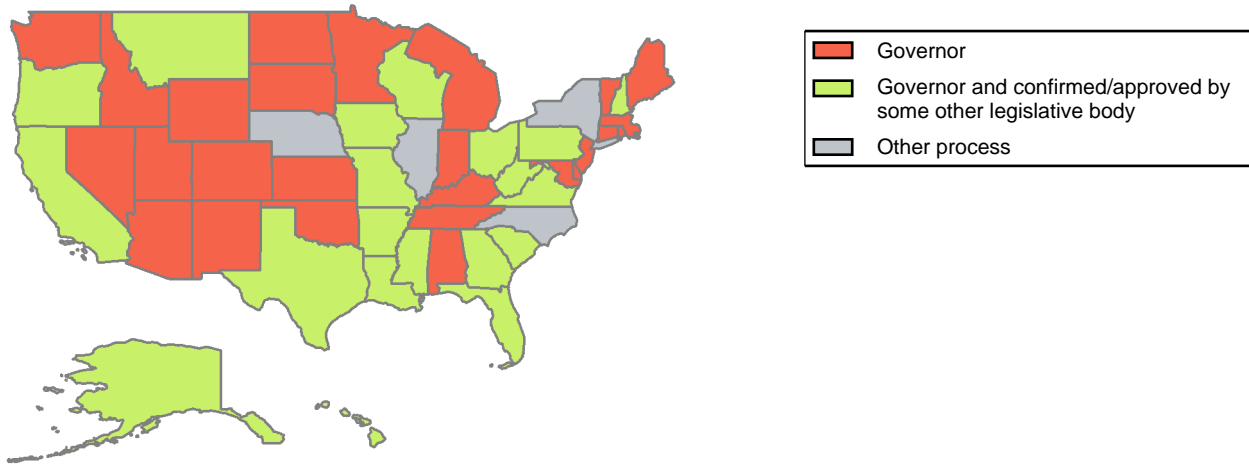 Governor
Governor and confirmed/approved by
some other legislative body
Other process